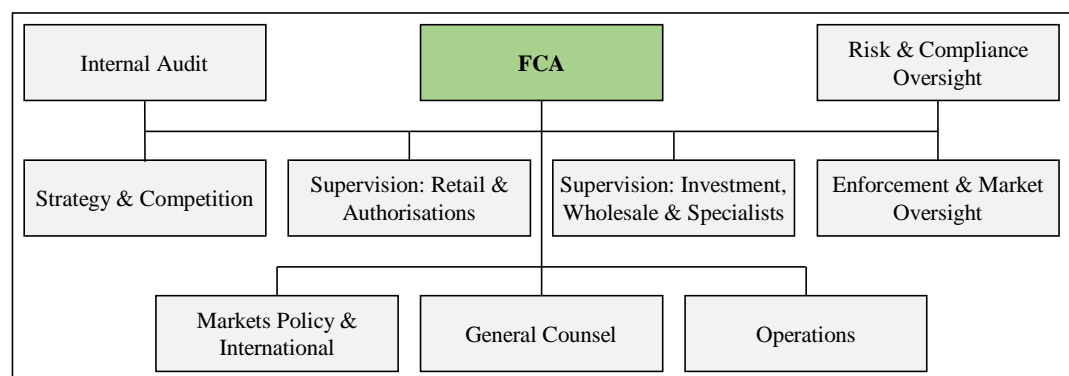 Internal Audit
FCA
Risk & Compliance
Oversight
Strategy & Competition
Supervision: Retail &
Authorisations
Supervision: Investment,
Wholesale & Specialists
Enforcement & Market
Oversight
Markets Policy &
International
General Counsel
Operations